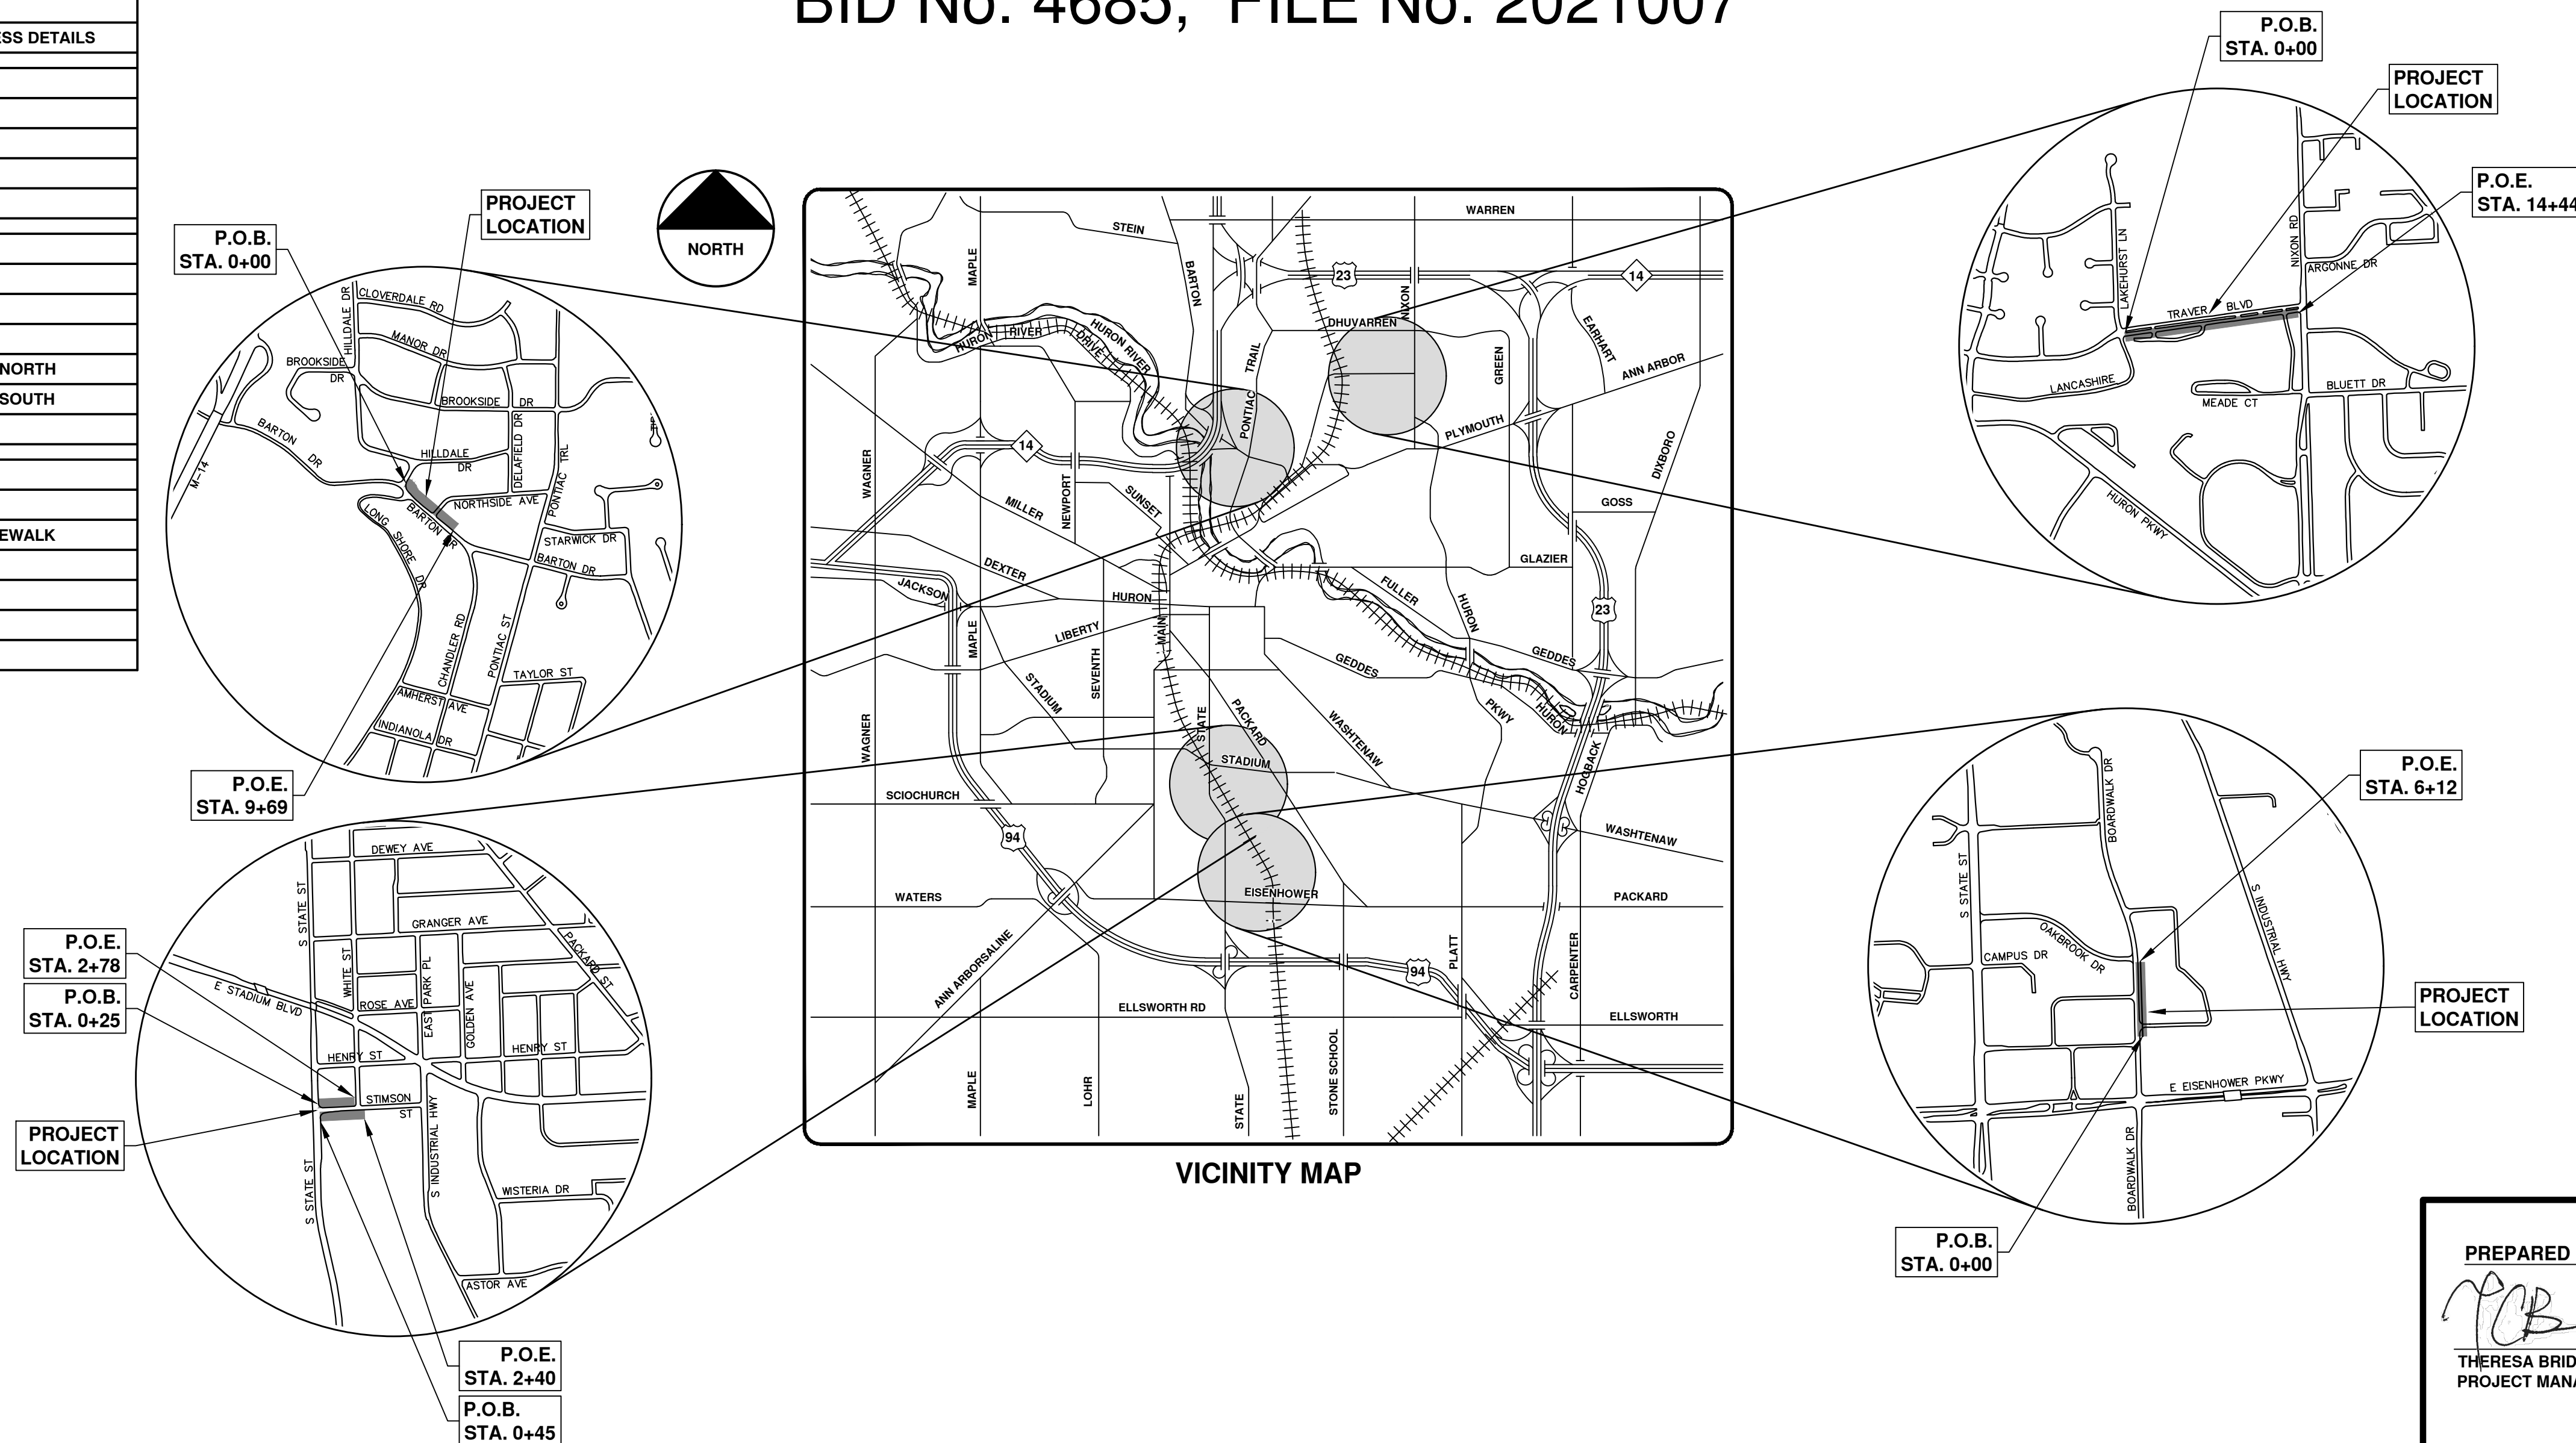 BID No. 4685, FILE No. 2021007
SS DETAILS
NORTH
SOUTH
EWALK
P.O.B.
STA. 0+00
PROJECT
LOCATION
NORTH
CLOVERDALE RD
HILLDALE DR
MANOR DR
BROOKSIDE
DR
BROOKSIDE DR
DELAFIELD DR
BARTON
DR
HILLDALE
DR
PONTIAC TRL
M-14
NORTHSIDE AVE
LONG SHORE DR
BARTON DR
STARWICK DR
BARTON DR
CHANDLER RD
PONTIAC ST
TAYLOR ST
AMHERST AVE
INDIANOLA DR
P.O.E.
STA. 9+69
WARREN
STEIN
MAPLE
BARTON
23
14
NIXON
DHUVARREN
HURON RIVER DRIVE
HURON RIVER
EARHART
PONTIAC TRAIL
GREEN
ANN ARBOR
PLYMOUTH
14
WAGNER
DIXBORO
NEWPORT
SUNSET
MILLER
GOSS
DEXTER
GLAZIER
JACKSON
FULLER
HURON
HURON
23
MAIN
LIBERTY
MAPLE
GEDDES
GEDDES
SEVENTH
STADIUM
STATE
PACKARD
PKWY
HURON
WAGNER
WASHTENAW
STADIUM
HOGBACK
SCIOCHURCH
94
WASHTENAW
WATERS
EISENHOWER
PACKARD
ANN ARBORSALINE
PLATT
CARPENTER
94
ELLSWORTH RD
ELLSWORTH
MAPLE
LOHR
STATE
STONE SCHOOL
VICINITY MAP
P.O.B.
STA. 0+00
PROJECT
LOCATION
P.O.E.
STA. 14+44
LAKEHURST LN
NIXON RD
ARGONNE DR
TRAVER BLVD
LANCASHIRE
BLUETT DR
MEADE CT
HURON PKWY
DEWEY AVE
S STATE ST
GRANGER AVE
PACKARD ST
P.O.E.
STA. 2+78
P.O.B.
STA. 0+25
WHITE ST
EAST PARK PL
E STADIUM BLVD
ROSE AVE
GOLDEN AVE
HENRY ST
HENRY ST
STIMSON
ST
PROJECT
LOCATION
S INDUSTRIAL HWY
S STATE ST
WISTERIA DR
ASTOR AVE
P.O.E.
STA. 2+40
P.O.B.
STA. 0+45
P.O.E.
STA. 6+12
BOARDWALK DR
S STATE ST
S INDUSTRIAL HWY
OAKBROOK DR
CAMPUS DR
PROJECT
LOCATION
E EISENHOWER PKWY
BOARDWALK DR
P.O.B.
STA. 0+00
PREPARED
THERESA BRID
PROJECT MANA